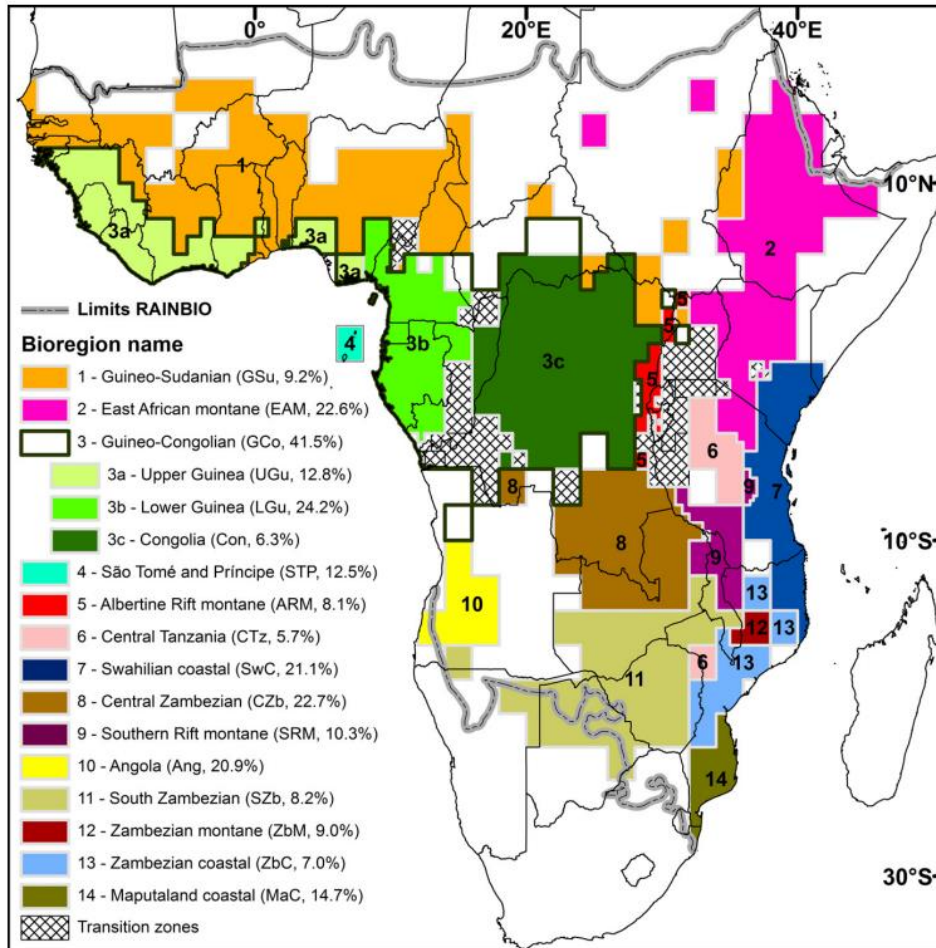 0° 20°E 40°E
10°N
1
3a
3a
3a
2
Limits RAINBIO
Bioregion name
5
5
4
3b
3c
5
1 - Guineo-Sudanian (GSu, 9.2%)
2 - East African montane (EAM, 22.6%)
3 - Guineo-Congolian (GCo, 41.5%)
6
5
8
9
7
3a - Upper Guinea (UGu, 12.8%)
3b - Lower Guinea (LGu, 24.2%)
3c - Congolia (Con, 6.3%)
8
10°S
9
4 - São Tomé and Príncipe (STP, 12.5%)
5 - Albertine Rift montane (ARM, 8.1%)
10
13
12
13
6 - Central Tanzania (CTz, 5.7%)
7 - Swahilian coastal (SwC, 21.1%)
11
6
13
8 - Central Zambezian (CZb, 22.7%)
9 - Southern Rift montane (SRM, 10.3%)
10 - Angola (Ang, 20.9%)
14
11 - South Zambezian (SZb, 8.2%)
12 - Zambezian montane (ZbM, 9.0%)
13 - Zambezian coastal (ZbC, 7.0%)
30°S
14 - Maputaland coastal (MaC, 14.7%)
Transition zones